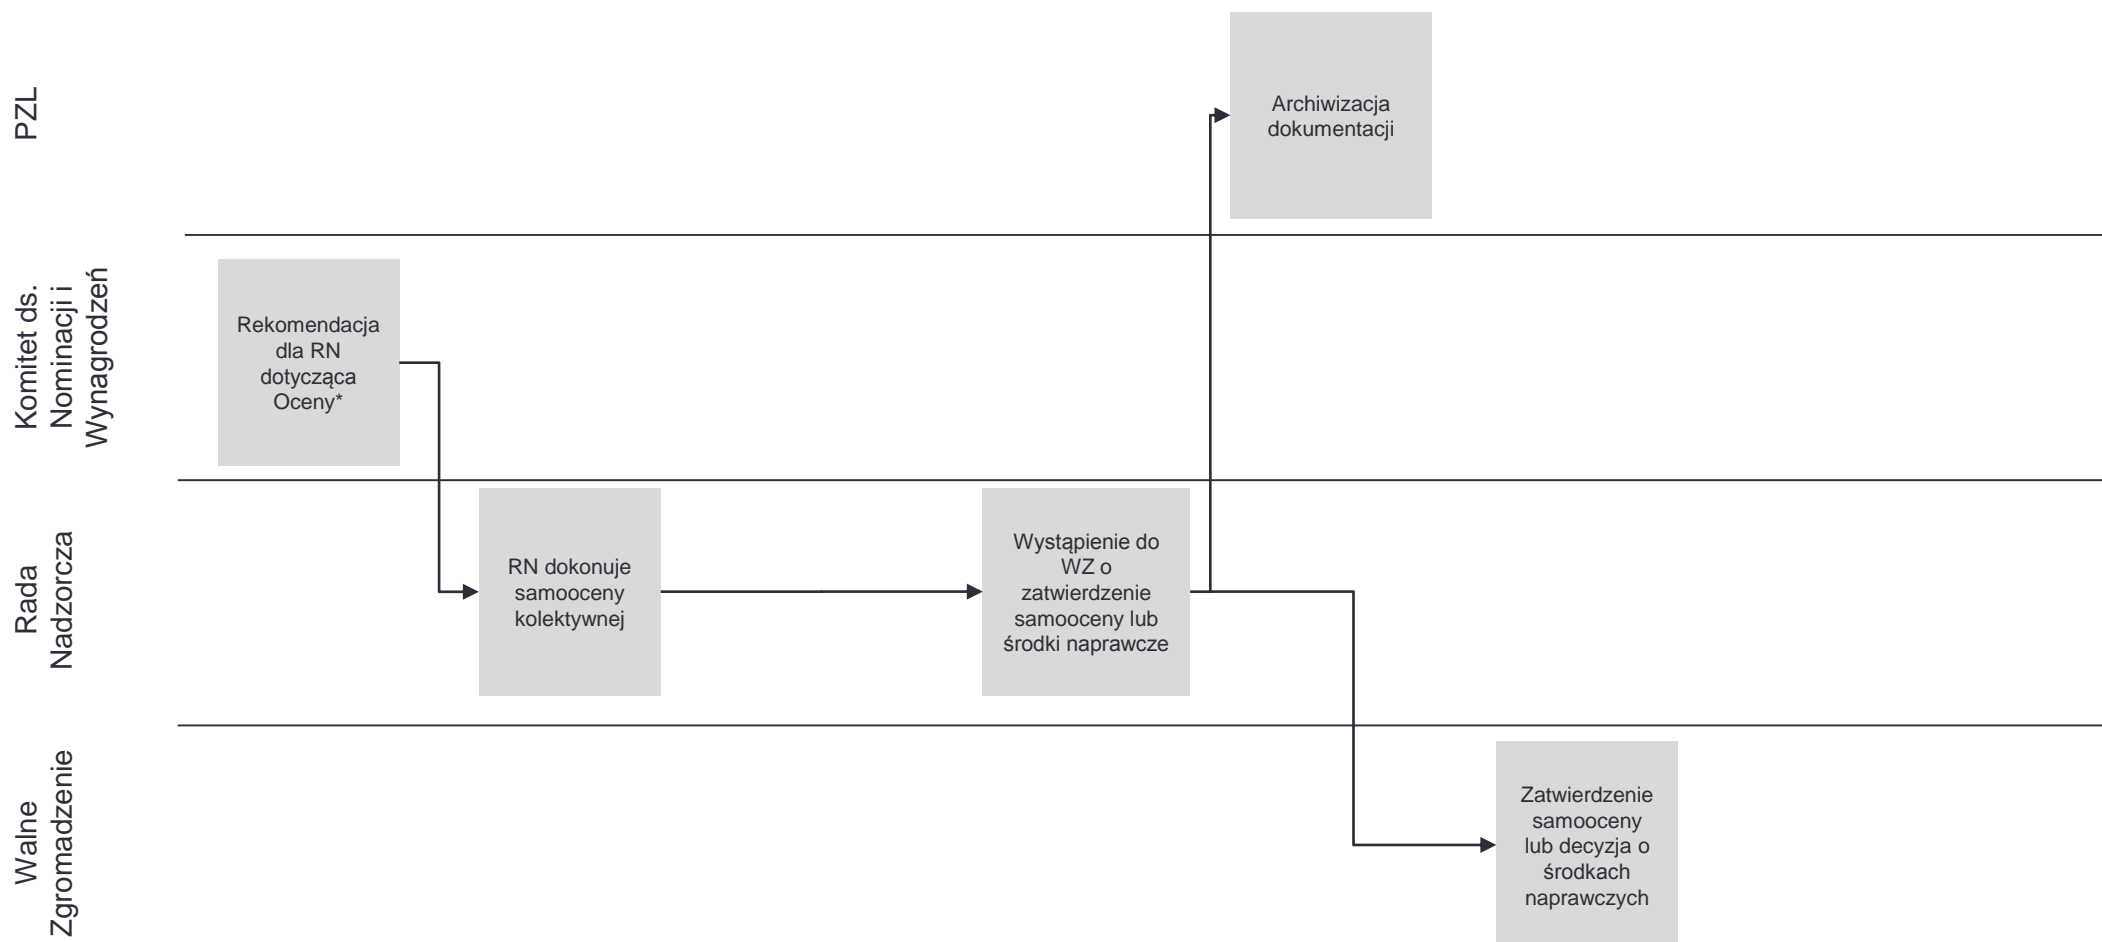 PZL
Archiwizacja
dokumentacji
Komitet ds.
Nominacji i
Wynagrodzeń
Rekomendacja
dla RN
dotycząca
Oceny*
Rada
Nadzorcza
RN dokonuje
samooceny
kolektywnej
Wystąpienie do
WZ o
zatwierdzenie
samooceny lub
środki naprawcze
Walne
Zgromadzenie
Zatwierdzenie
samooceny
lub decyzja o
środkach
naprawczych